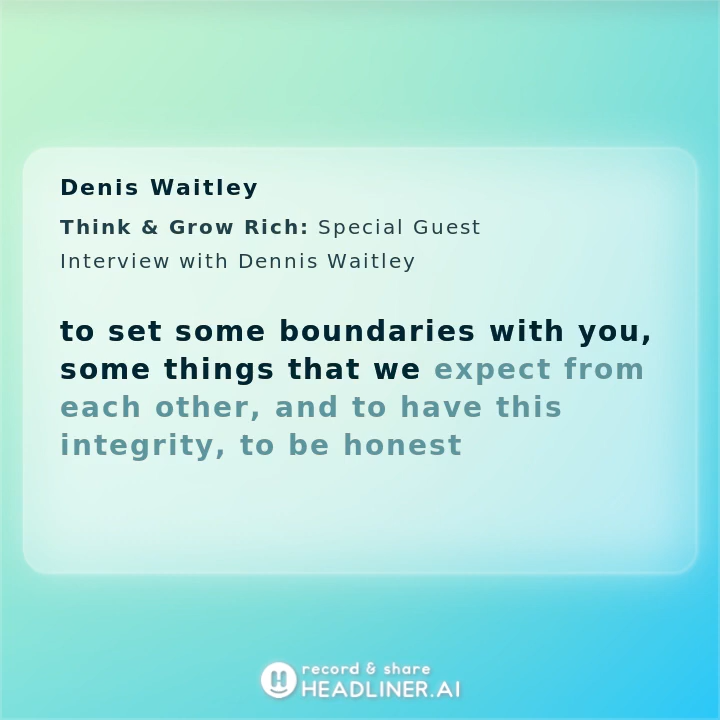 Denis Waitley
Think & Grow Rich: Special Guest
Interview with Dennis Waitley
to set some boundaries with you,
some things that we expect from
each other, and to have this
integrity, to be honest
record & share
HEADLINER.AI